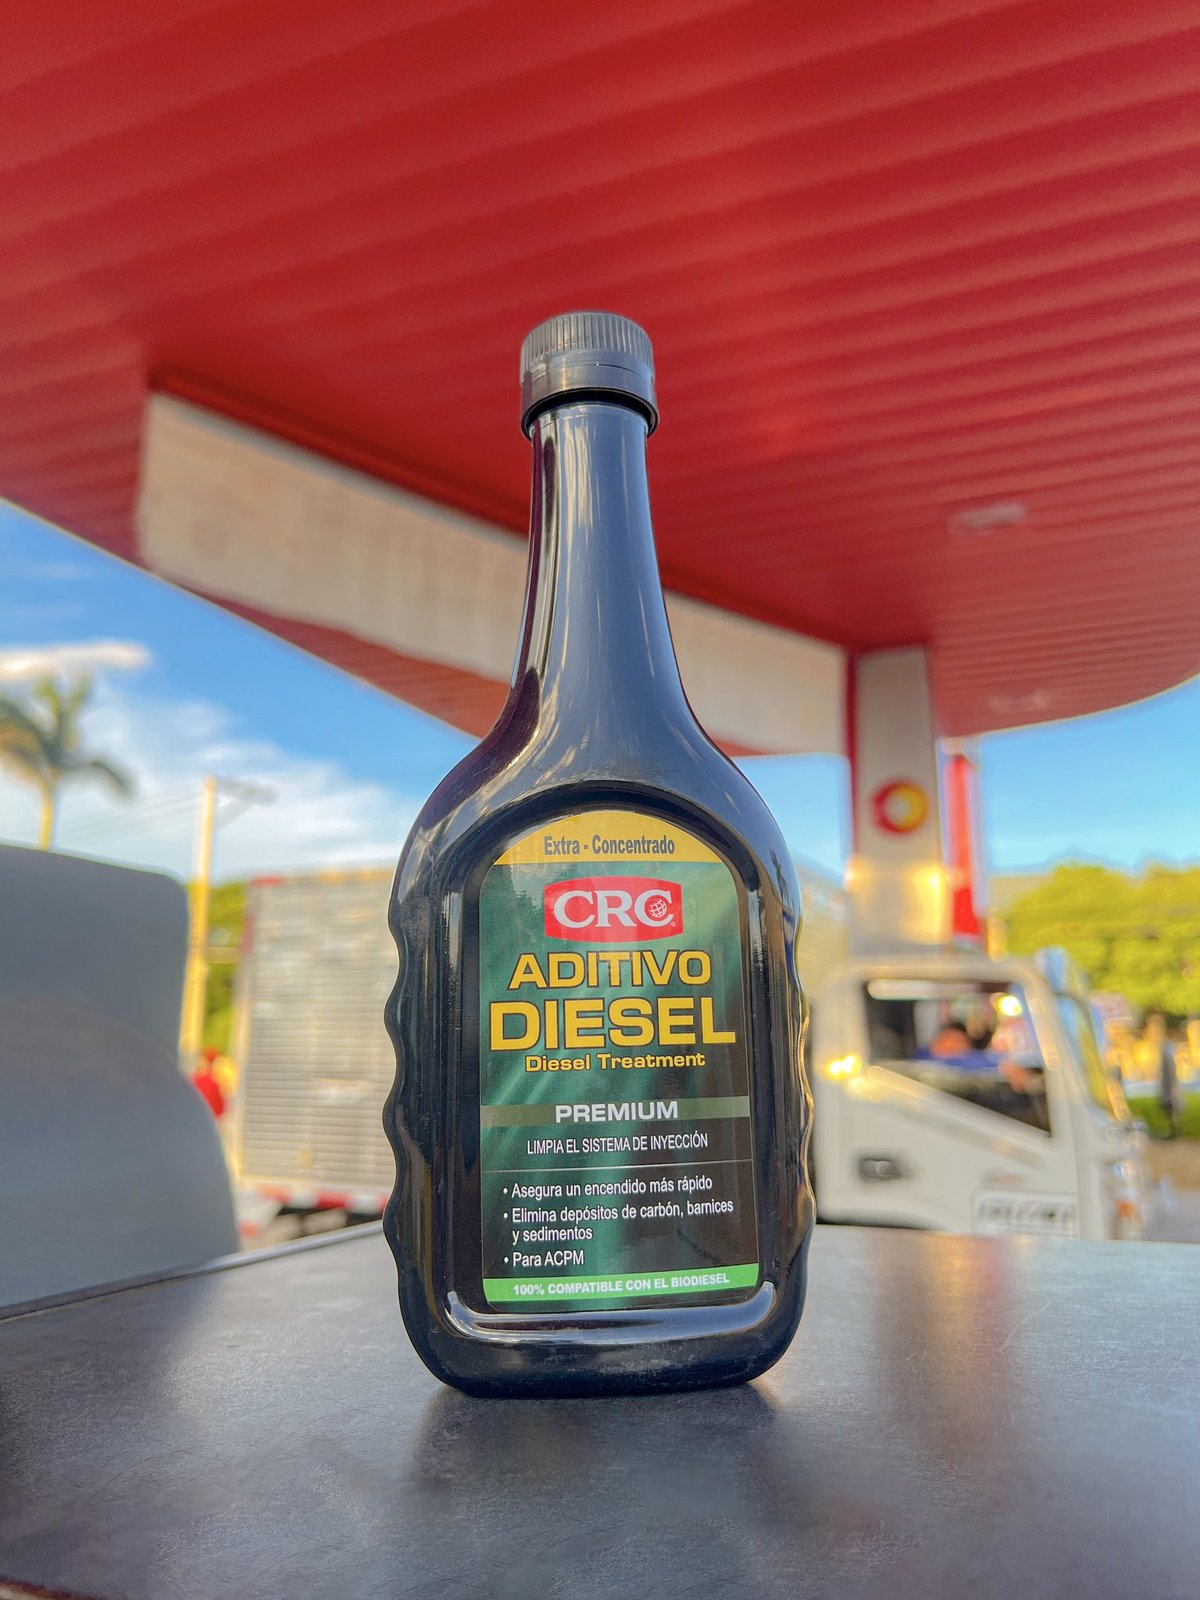 Extra - Concentrado
CRC
ADITIVO
DIESEL
Diesel Treatment
PREMIUM
LIMPIA EL SISTEMA DE INYECCIÓN
• Asegura un encendido más rápido
• Elimina depósitos de carbón, barnices
y sedimentos
• Para ACPM
100% COMPATIBLE CON EL BIODIESEL